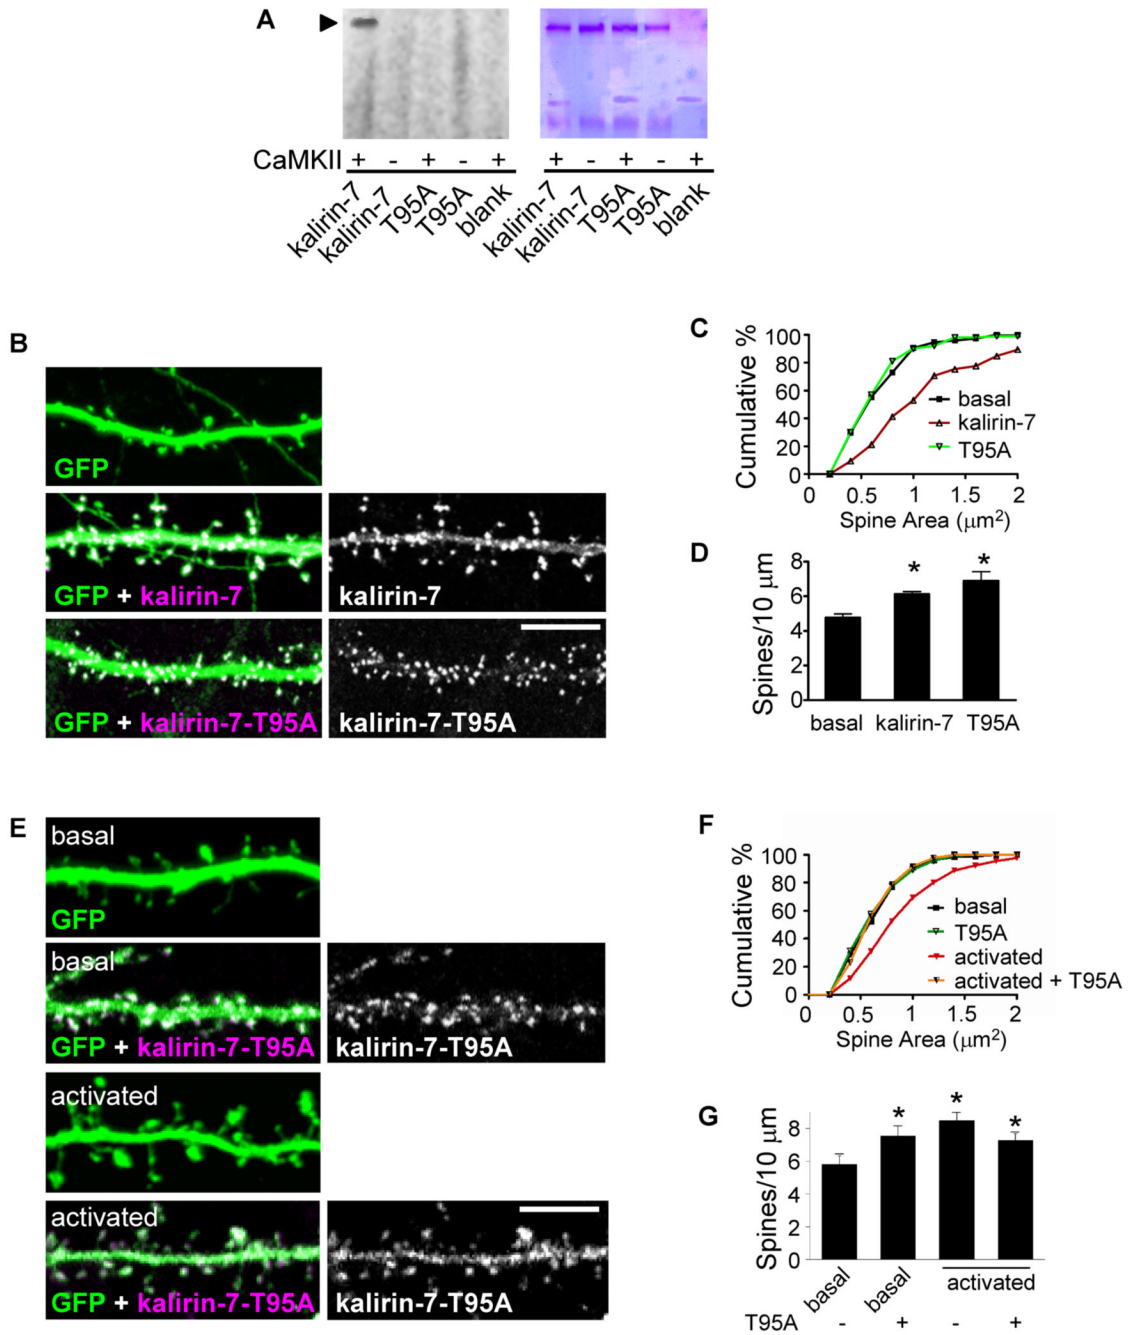 A
CaMKII + - + - + + - + - +
kalirin-7 kalirin-7 T95A T95A blank kalirin-7 kalirin-7 T95A T95A blank
B
GFP
GFP + kalirin-7
kalirin-7
GFP + kalirin-7-T95A
kalirin-7-T95A
C
Cumulative %
100
80
60
40
20
0
basal
kalirin-7
T95A
0 0.5 1 1.5 2
Spine Area (µm²)
D
Spines/10 µm
8
6
4
2
0
* *
basal kalirin-7 T95A
E
basal
GFP
basal
GFP + kalirin-7-T95A
kalirin-7-T95A
activated
activated
GFP + kalirin-7-T95A
kalirin-7-T95A
F
Cumulative %
100
80
60
40
20
0
basal
T95A
activated
activated + T95A
0 0.5 1 1.5 2
Spine Area (µm²)
G
Spines/10 µm
8
6
4
2
0
* * *
basal basal activated
T95A - + - +